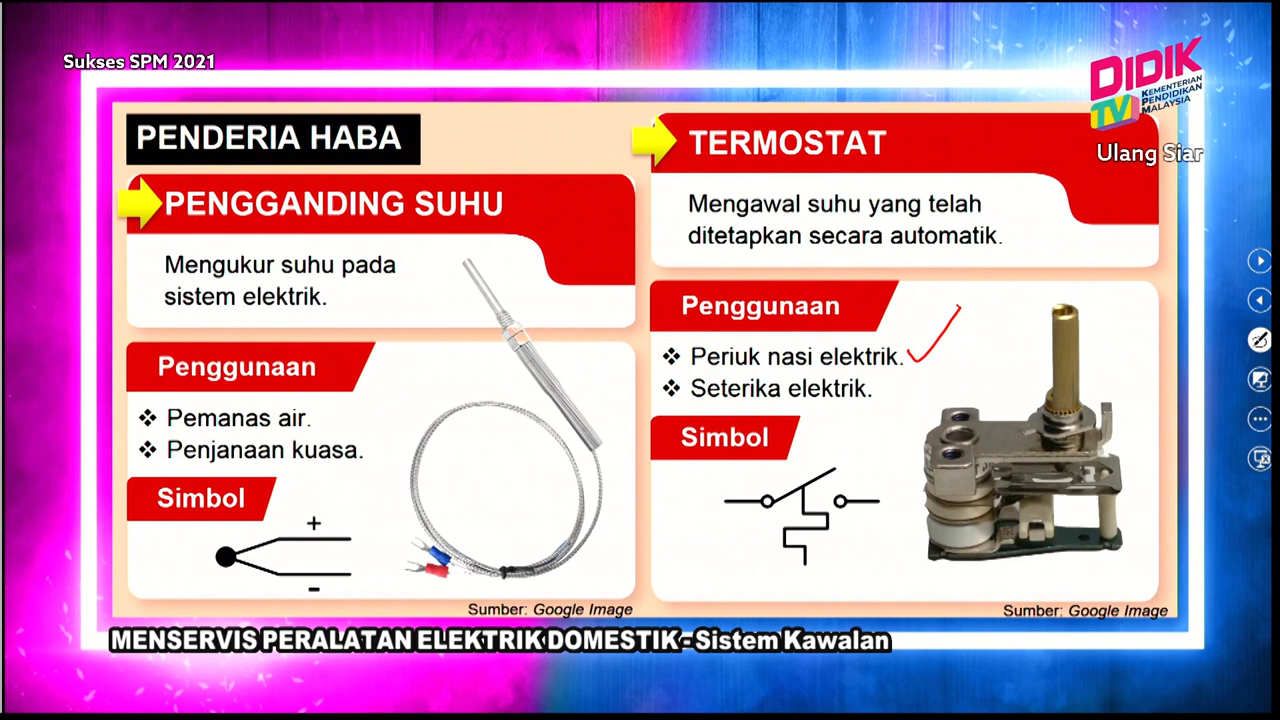 Sukses SPM 2021
DIDIK
TV
KEMENTERIAN
PENDIDIKAN
MALAYSIA
Ulang Siar
PENDERIA HABA
PENGGANDING SUHU
Mengukur suhu pada
sistem elektrik.
Penggunaan
❖ Pemanas air.
❖ Penjanaan kuasa.
Simbol
+
-
Sumber: Google Image
TERMOSTAT
Mengawal suhu yang telah
ditetapkan secara automatik.
Penggunaan
❖ Periuk nasi elektrik.
❖ Seterika elektrik.
Simbol
Sumber: Google Image
MENSERVIS PERALATAN ELEKTRIK DOMESTIK - Sistem Kawalan